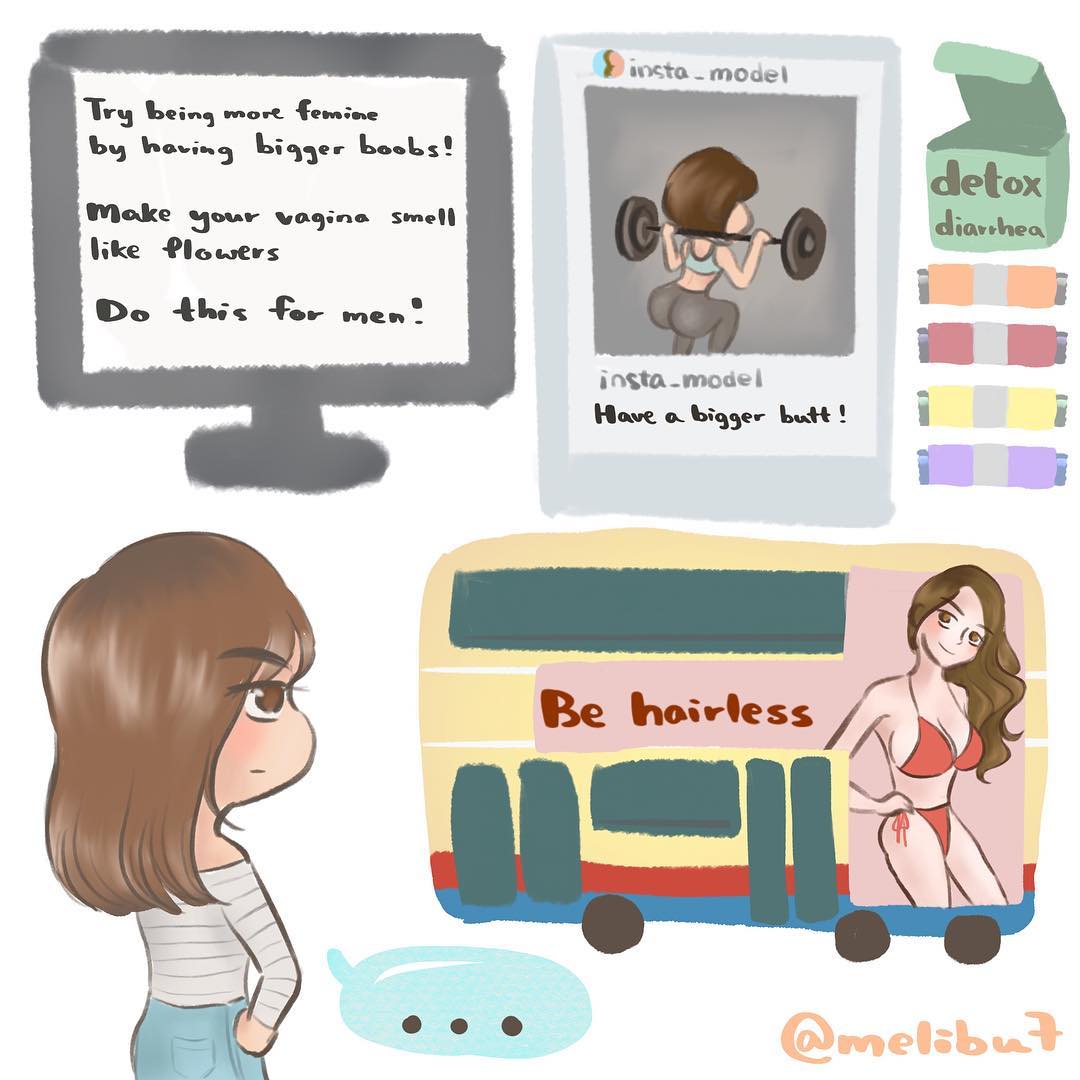 Try being more femine
by having bigger boobs!
Make your vagina smell
like flowers
Do this for men!
insta_model
insta_model
Have a bigger butt!
detox
diarrhea
Be hairless
...
@melibu7